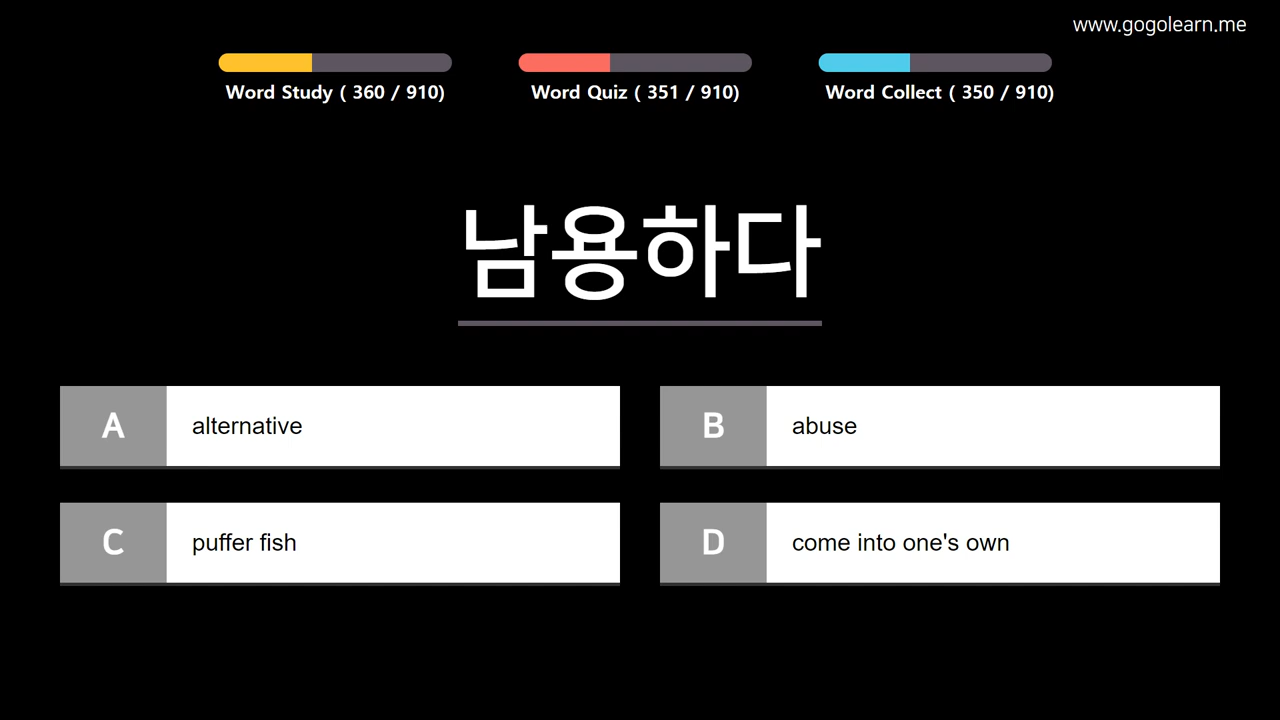 www.gogolearn.me
Word Study ( 360 / 910)
Word Quiz ( 351 / 910)
Word Collect ( 350 / 910)
남용하다
A alternative
B abuse
C puffer fish
D come into one's own